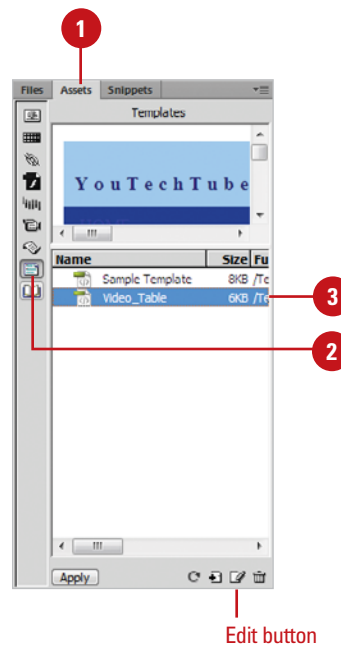 1
Files Assets Snippets
Templates
YouTechTube
Name Size Fu
Sample Template 8KB /Te
Video_Table 6KB /Te
3
2
Apply
Edit button